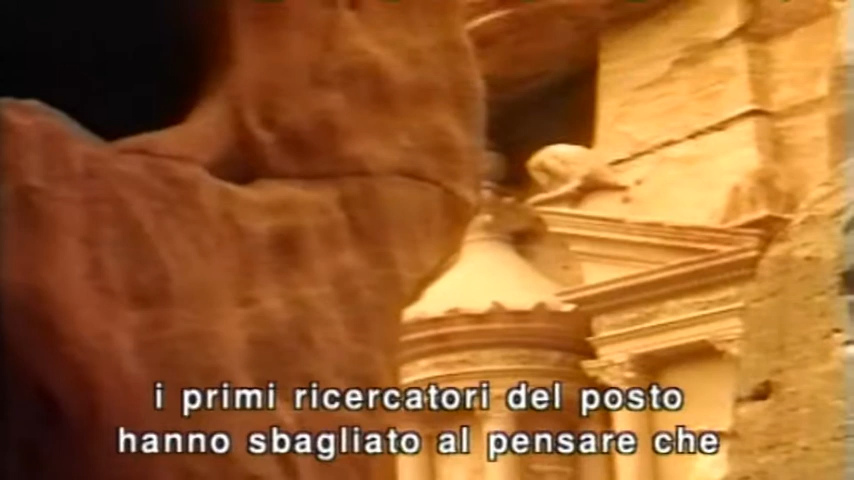 i primi ricercatori del posto
hanno sbagliato al pensare che